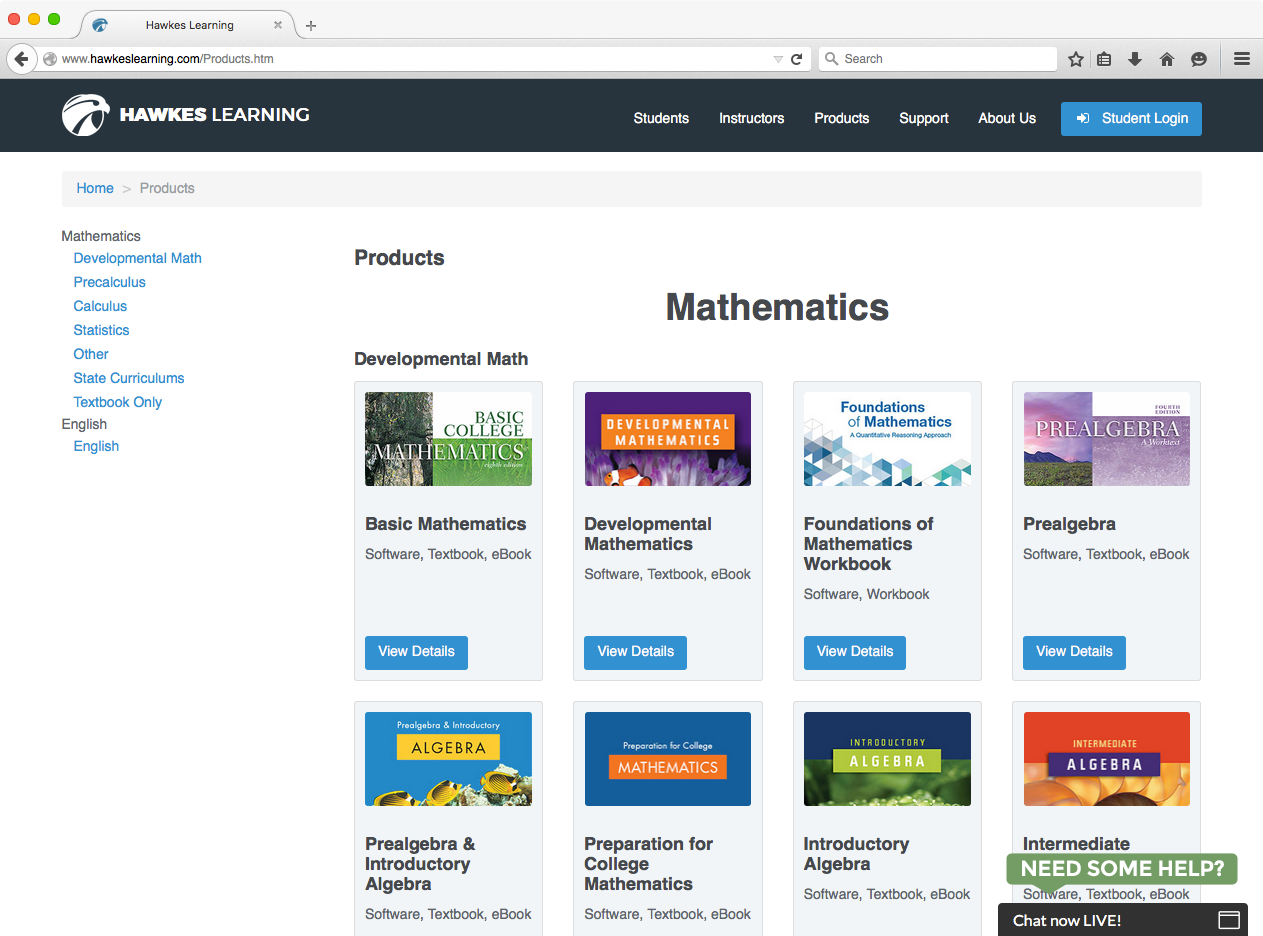 Hawkes Learning
www.hawkeslearning.com/Products.htm
Search
HAWKES LEARNING
Students
Instructors
Products
Support
About Us
Student Login
Home > Products
Mathematics
Developmental Math
Precalculus
Calculus
Statistics
Other
State Curriculums
Textbook Only
English
English
Products
Mathematics
Developmental Math
BASIC
COLLEGE
MATHEMATICS
eighth edition
Basic Mathematics
Software, Textbook, eBook
View Details
DEVELOPMENTAL
MATHEMATICS
Developmental
Mathematics
Software, Textbook, eBook
View Details
Foundations
of Mathematics
A Quantitative Reasoning Approach
Foundations of
Mathematics
Workbook
Software, Workbook
View Details
FOURTH
EDITION
PREALGEBRA
A Worktext
Prealgebra
Software, Textbook, eBook
View Details
Prealgebra & Introductory
ALGEBRA
Prealgebra &
Introductory
Algebra
Software, Textbook, eBook
Preparation for College
MATHEMATICS
Preparation for
College
Mathematics
Software, Textbook, eBook
INTRODUCTORY
ALGEBRA
Introductory
Algebra
Software, Textbook, eBook
INTERMEDIATE
ALGEBRA
Intermediate
Software, Textbook, eBook
NEED SOME HELP?
Chat now LIVE!